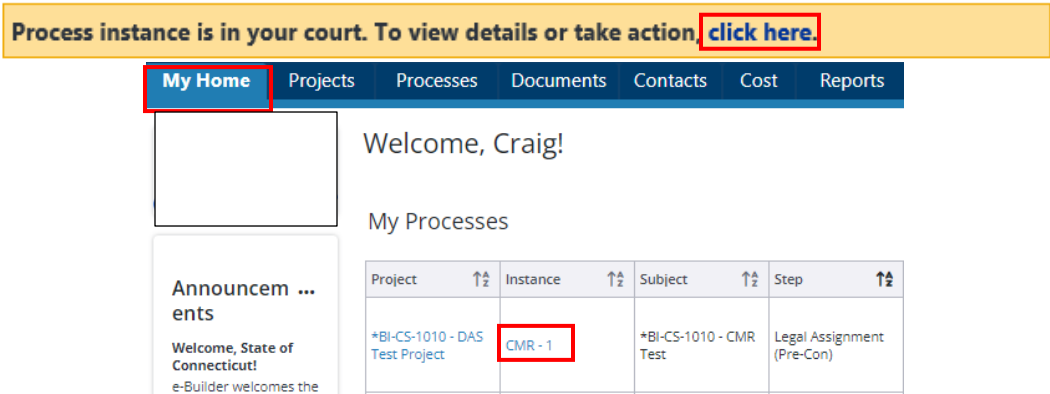 Process instance is in your court. To view details or take action, click here.
My Home Projects Processes Documents Contacts Cost Reports
Welcome, Craig!
My Processes
Announcem ...
ents
Welcome, State of
Connecticut!
e-Builder welcomes the
Project Instance Subject Step
*BI-CS-1010 - DAS
Test Project
CMR - 1
*BI-CS-1010 - CMR
Test
Legal Assignment
(Pre-Con)